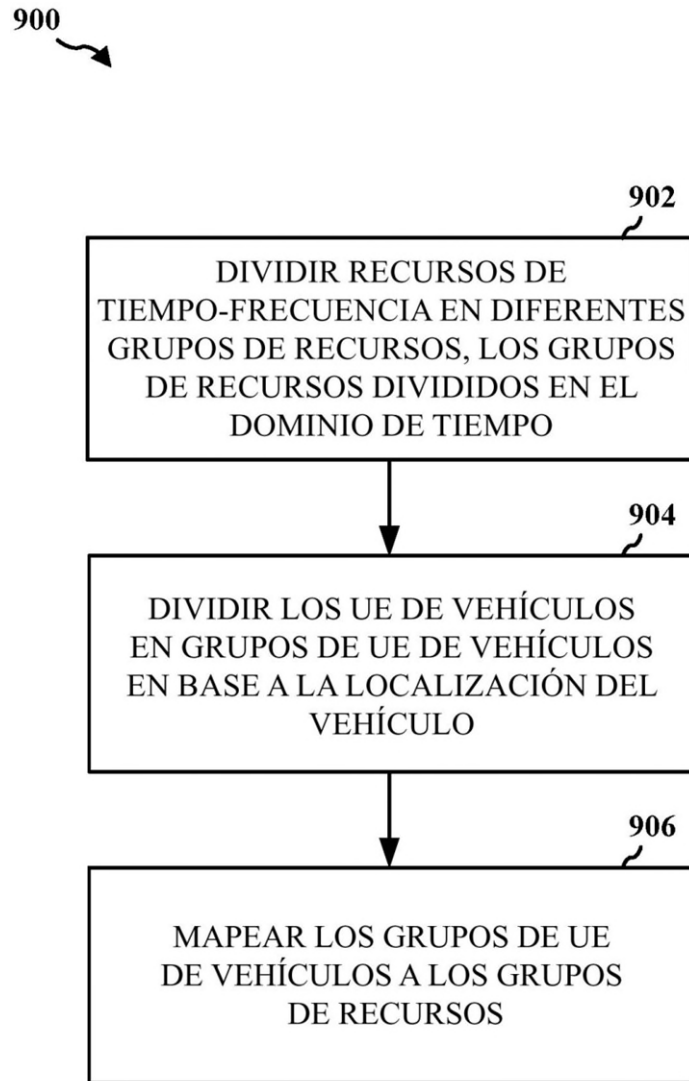 900
902
DIVIDIR RECURSOS DE
TIEMPO-FRECUENCIA EN DIFERENTES
GRUPOS DE RECURSOS, LOS GRUPOS
DE RECURSOS DIVIDIDOS EN EL
DOMINIO DE TIEMPO
904
DIVIDIR LOS UE DE VEHÍCULOS
EN GRUPOS DE UE DE VEHÍCULOS
EN BASE A LA LOCALIZACIÓN DEL
VEHÍCULO
906
MAPEAR LOS GRUPOS DE UE
DE VEHÍCULOS A LOS GRUPOS
DE RECURSOS